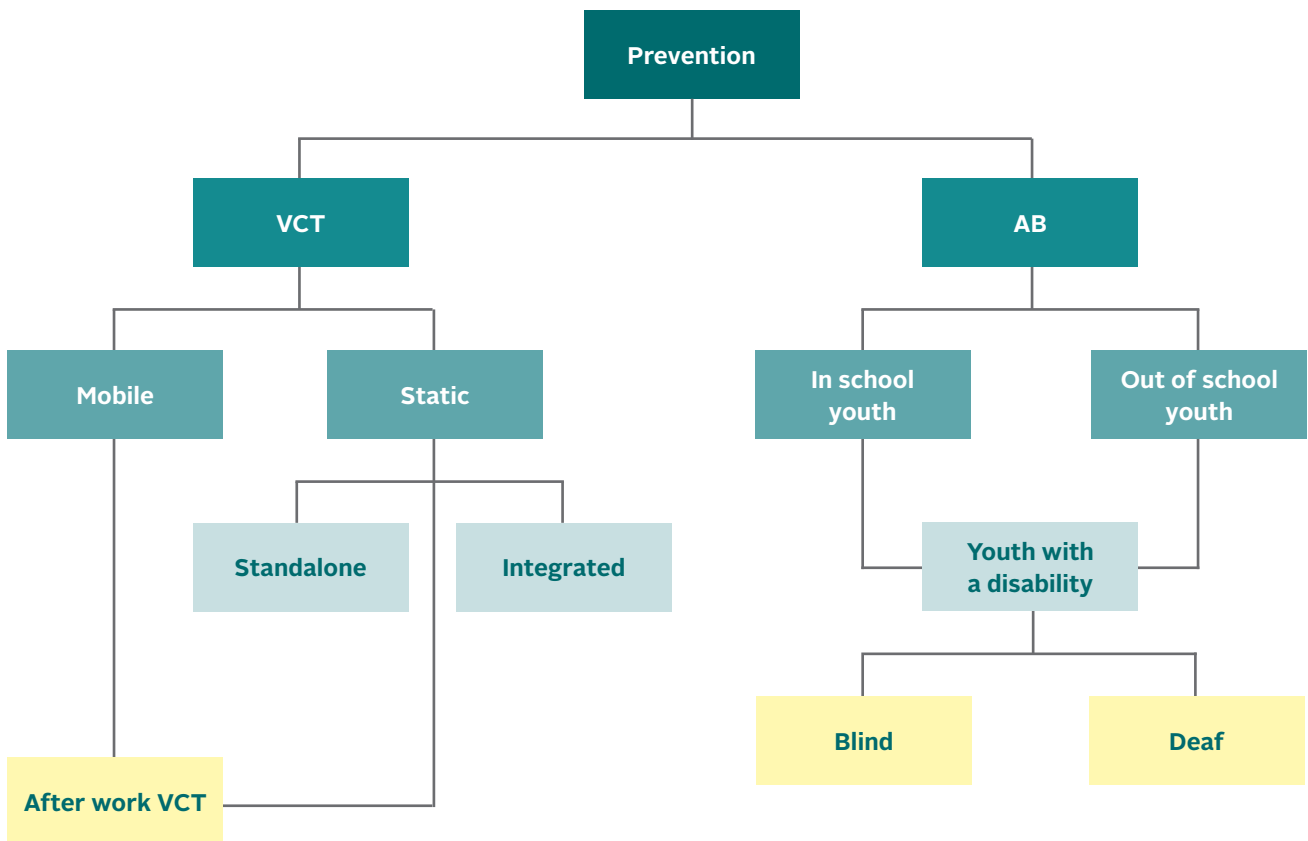 Prevention
VCT
AB
Mobile
Static
In school
youth
Out of school
youth
Standalone
Integrated
Youth with
a disability
Blind
Deaf
After work VCT